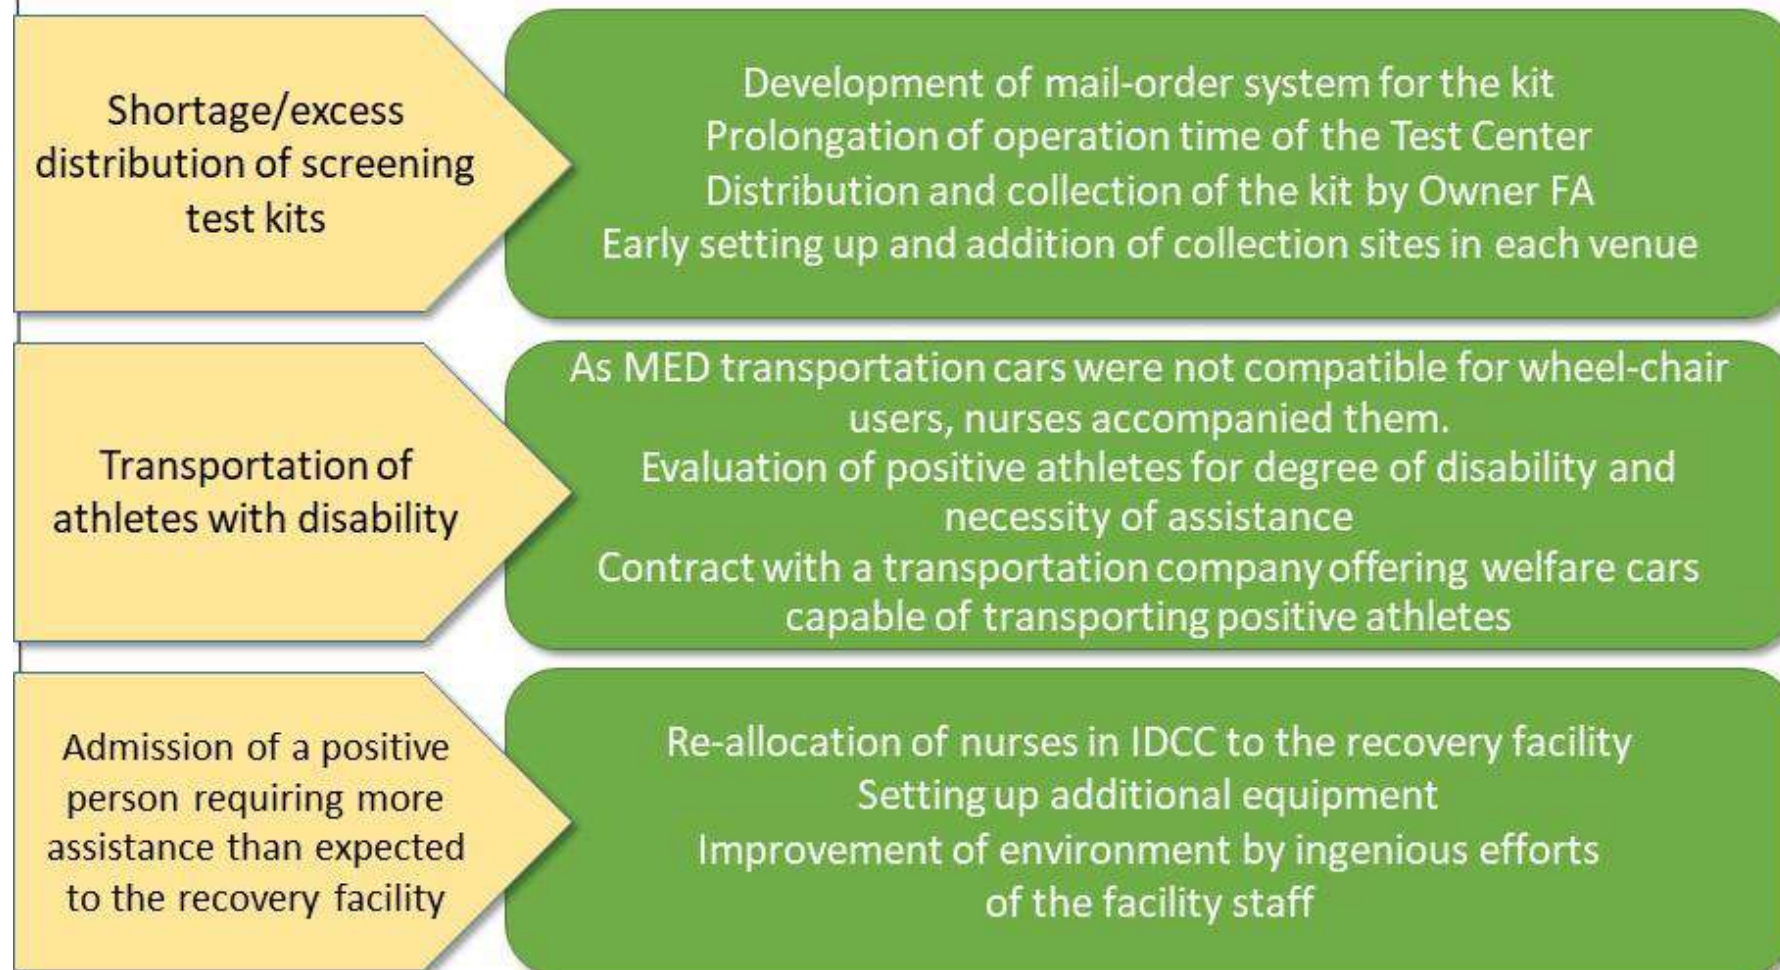 Shortage/excess
distribution of screening
test kits
Development of mail-order system for the kit
Prolongation of operation time of the Test Center
Distribution and collection of the kit by Owner FA
Early setting up and addition of collection sites in each venue
Transportation of
athletes with disability
As MED transportation cars were not compatible for wheel-chair
users, nurses accompanied them.
Evaluation of positive athletes for degree of disability and
necessity of assistance
Contract with a transportation company offering welfare cars
capable of transporting positive athletes
Admission of a positive
person requiring more
assistance than expected
to the recovery facility
Re-allocation of nurses in IDCC to the recovery facility
Setting up additional equipment
Improvement of environment by ingenious efforts
of the facility staff